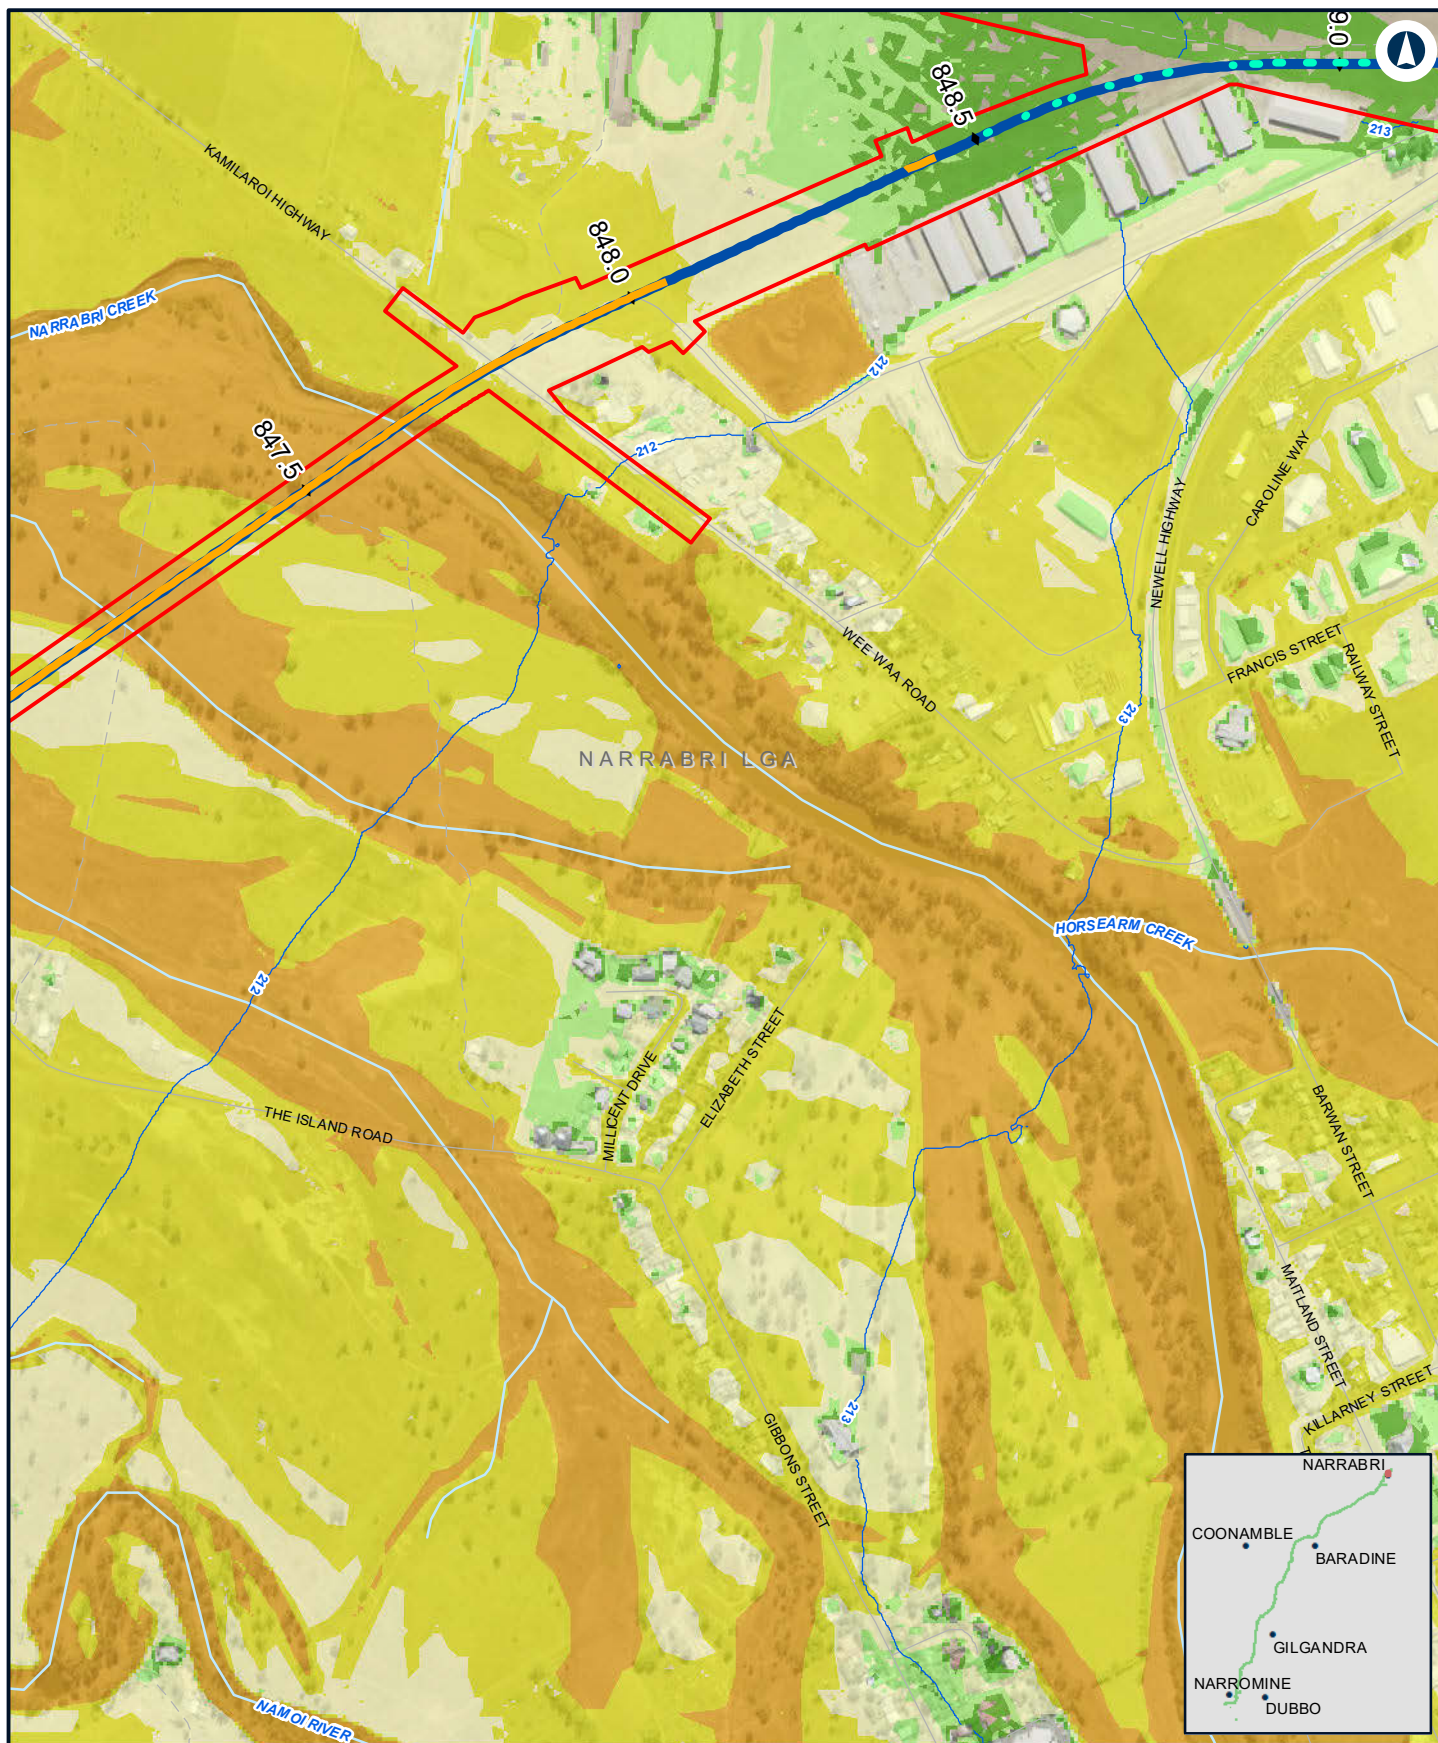 9.0
848.5
213
KAMILAROI HIGHWAY
848.0
NARRABRI CREEK
212
847.5
212
CAROLINE WAY
NEWELL HIGHWAY
WEE WAA ROAD
FRANCIS STREET
RAILWAY STREET
213
NARRABRI LGA
HORSEARM CREEK
212
MILLICENT DRIVE
ELIZABETH STREET
THE ISLAND ROAD
BARWAN STREET
MAITLAND STREET
KILLARNEY STREET
213
GIBBONS STREET
T
NAMOI RIVER
NARRABRI
COONAMBLE
BARADINE
GILGANDRA
NARROMINE
DUBBO